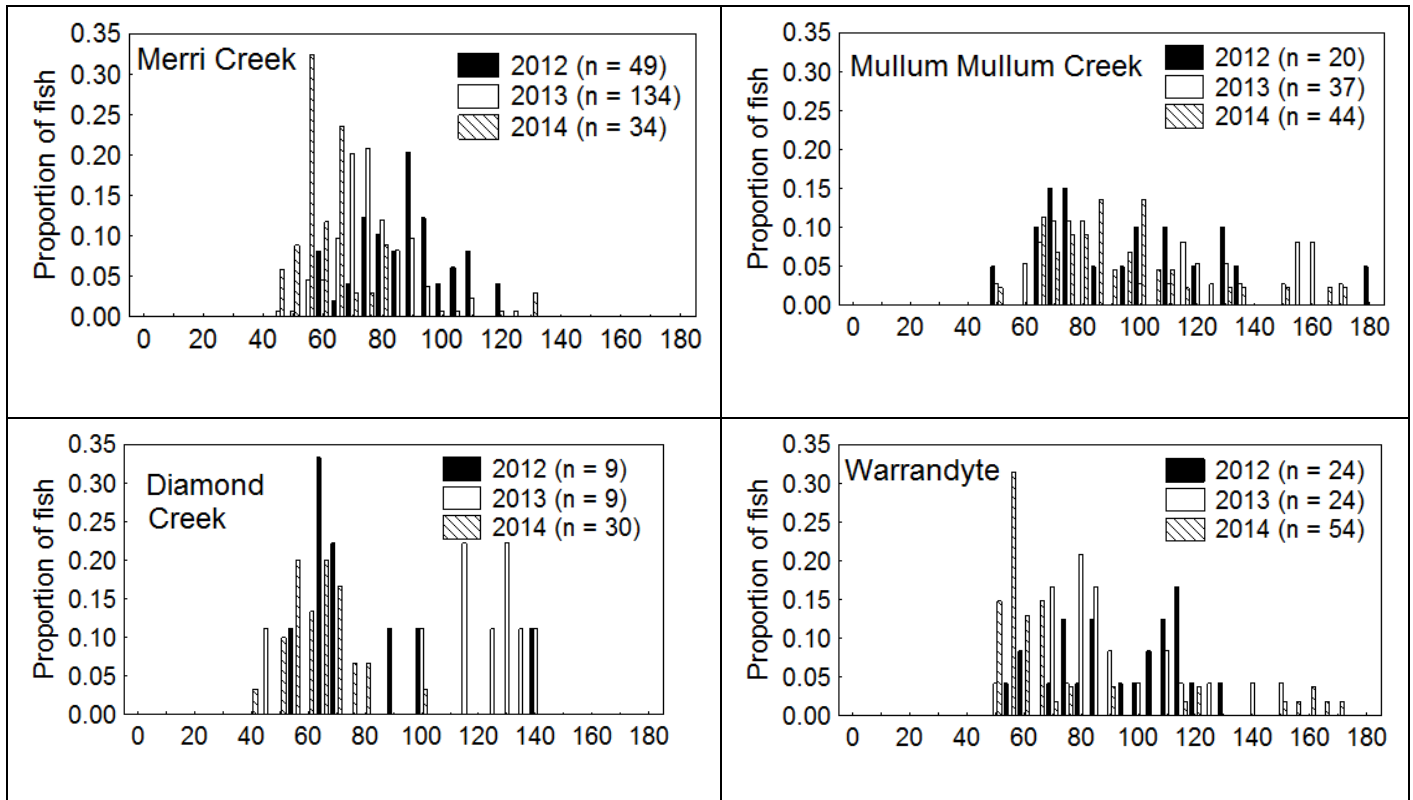 Merri Creek
2012 (n = 49)
2013 (n = 134)
2014 (n = 34)
Proportion of fish
0.35
0.30
0.25
0.20
0.15
0.10
0.05
0.00
0 20 40 60 80 100 120 140 160 180
Mullum Mullum Creek
2012 (n = 20)
2013 (n = 37)
2014 (n = 44)
Proportion of fish
0.35
0.30
0.25
0.20
0.15
0.10
0.05
0.00
0 20 40 60 80 100 120 140 160 180
Diamond
Creek
2012 (n = 9)
2013 (n = 9)
2014 (n = 30)
Proportion of fish
0.35
0.30
0.25
0.20
0.15
0.10
0.05
0.00
0 20 40 60 80 100 120 140 160 180
Warrandyte
2012 (n = 24)
2013 (n = 24)
2014 (n = 54)
Proportion of fish
0.35
0.30
0.25
0.20
0.15
0.10
0.05
0.00
0 20 40 60 80 100 120 140 160 180